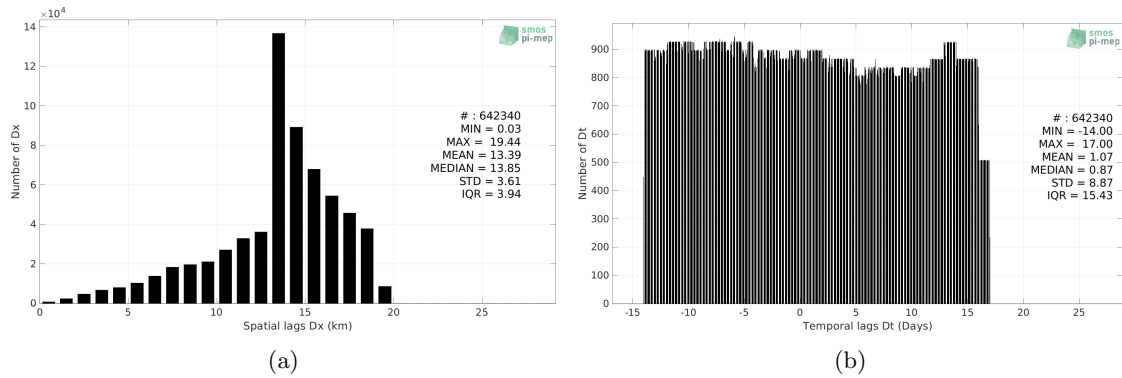 ×10⁴
14
12
10
8
6
4
2
0
Number of Dx
smos
pi-mep
# : 642340
MIN = 0.03
MAX = 19.44
MEAN = 13.39
MEDIAN = 13.85
STD = 3.61
IQR = 3.94
0 5 10 15 20 25
Spatial lags Dx (km)
(a)
900
800
700
600
500
400
300
200
100
0
Number of Dt
smos
pi-mep
# : 642340
MIN = -14.00
MAX = 17.00
MEAN = 1.07
MEDIAN = 0.87
STD = 8.87
IQR = 15.43
-15 -10 -5 0 5 10 15 20 25
Temporal lags Dt (Days)
(b)